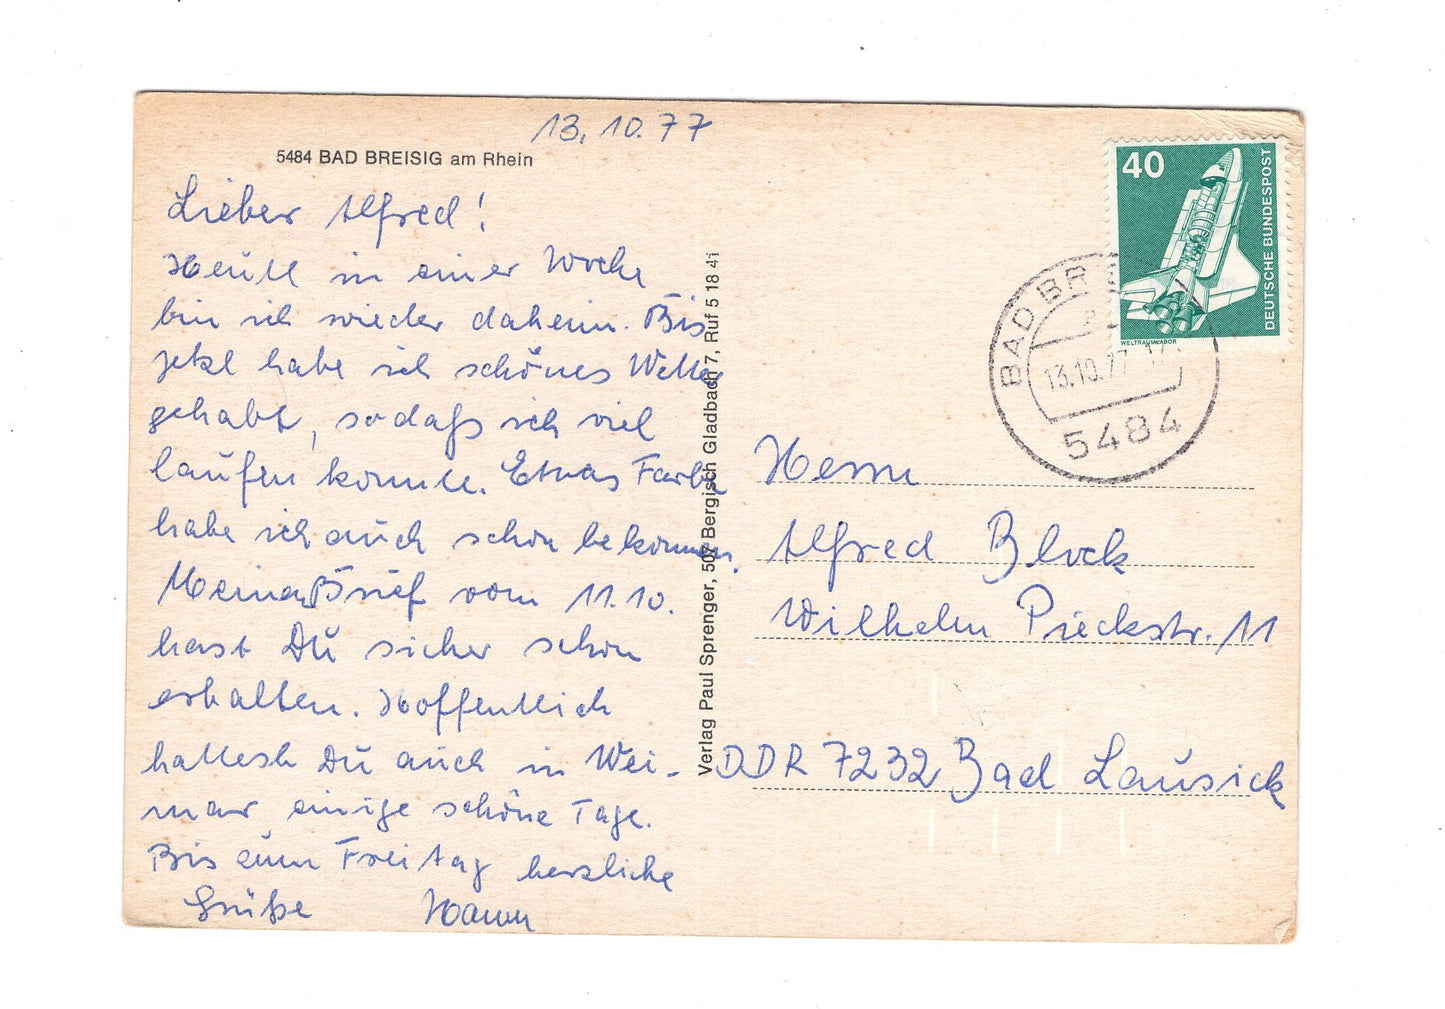 13.10.77
5484 BAD BREISIG am Rhein
Lieber Alfred!
Heute in einer Woche
bin ich wieder daheim. Bis
jetzt habe ich schönes Wetter
gehabt, sodaß ich viel
laufen konnte. Etwas Farbe
habe ich auch schon bekommen.
Meinen Brief vom 11.10.
hast Du sicher schon
erhalten. Hoffentlich
hattest Du auch in Wei-
mar einige schöne Tage.
Bis zum Freitag herzliche
Grüße
Verlag Paul Sprenger, 507 Bergisch Gladbach 7, Ruf 5 18 41
40
DEUTSCHE BUNDESPOST
WELTRAUMLABOR
BAD BR
13.10.77
5484
Herrn
Alfred Block
Wilhelm Pieckstr. 11
DDR 7232 Bad Lausick